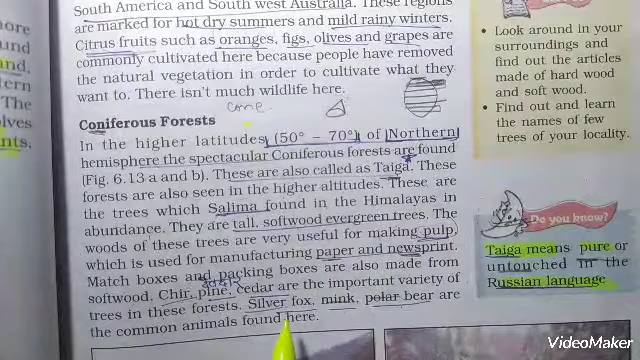 South America and South west Australia. These regions
are marked for hot dry summers and mild rainy winters.
Citrus fruits such as oranges, figs, olives and grapes are
commonly cultivated here because people have removed
the natural vegetation in order to cultivate what they
want to. There isn't much wildlife here.
cone
Coniferous Forests
In the higher latitudes (50° – 70°) of Northern
hemisphere the spectacular Coniferous forests are found
(Fig. 6.13 a and b). These are also called as Taiga. These
forests are also seen in the higher altitudes. These are
the trees which Salima found in the Himalayas in
abundance. They are tall, softwood evergreen trees. The
woods of these trees are very useful for making pulp,
which is used for manufacturing paper and newsprint.
Match boxes and packing boxes are also made from
softwood. Chir, pine, cedar are the important variety of
trees in these forests. Silver fox, mink, polar bear are
the common animals found here.
more
und
and.
tern
The
olves
nts.
• Look around in your
surroundings and
find out the articles
made of hard wood
and soft wood.
• Find out and learn
the names of few
trees of your locality.
Do you know?
Taiga means pure or
untouched in the
Russian language
VideoMaker